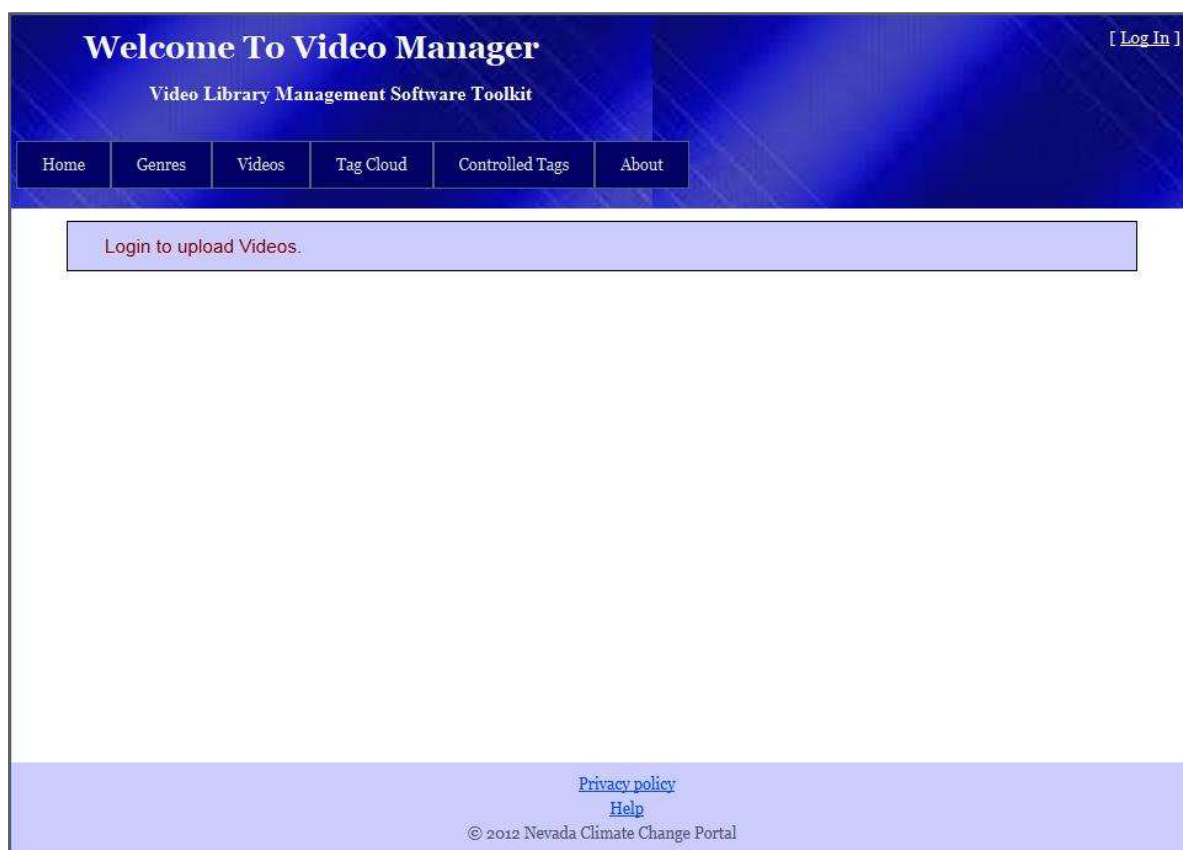 Welcome To Video Manager
[ Log In ]
Video Library Management Software Toolkit
Home Genres Videos Tag Cloud Controlled Tags About
Login to upload Videos.
Privacy policy
Help
© 2012 Nevada Climate Change Portal